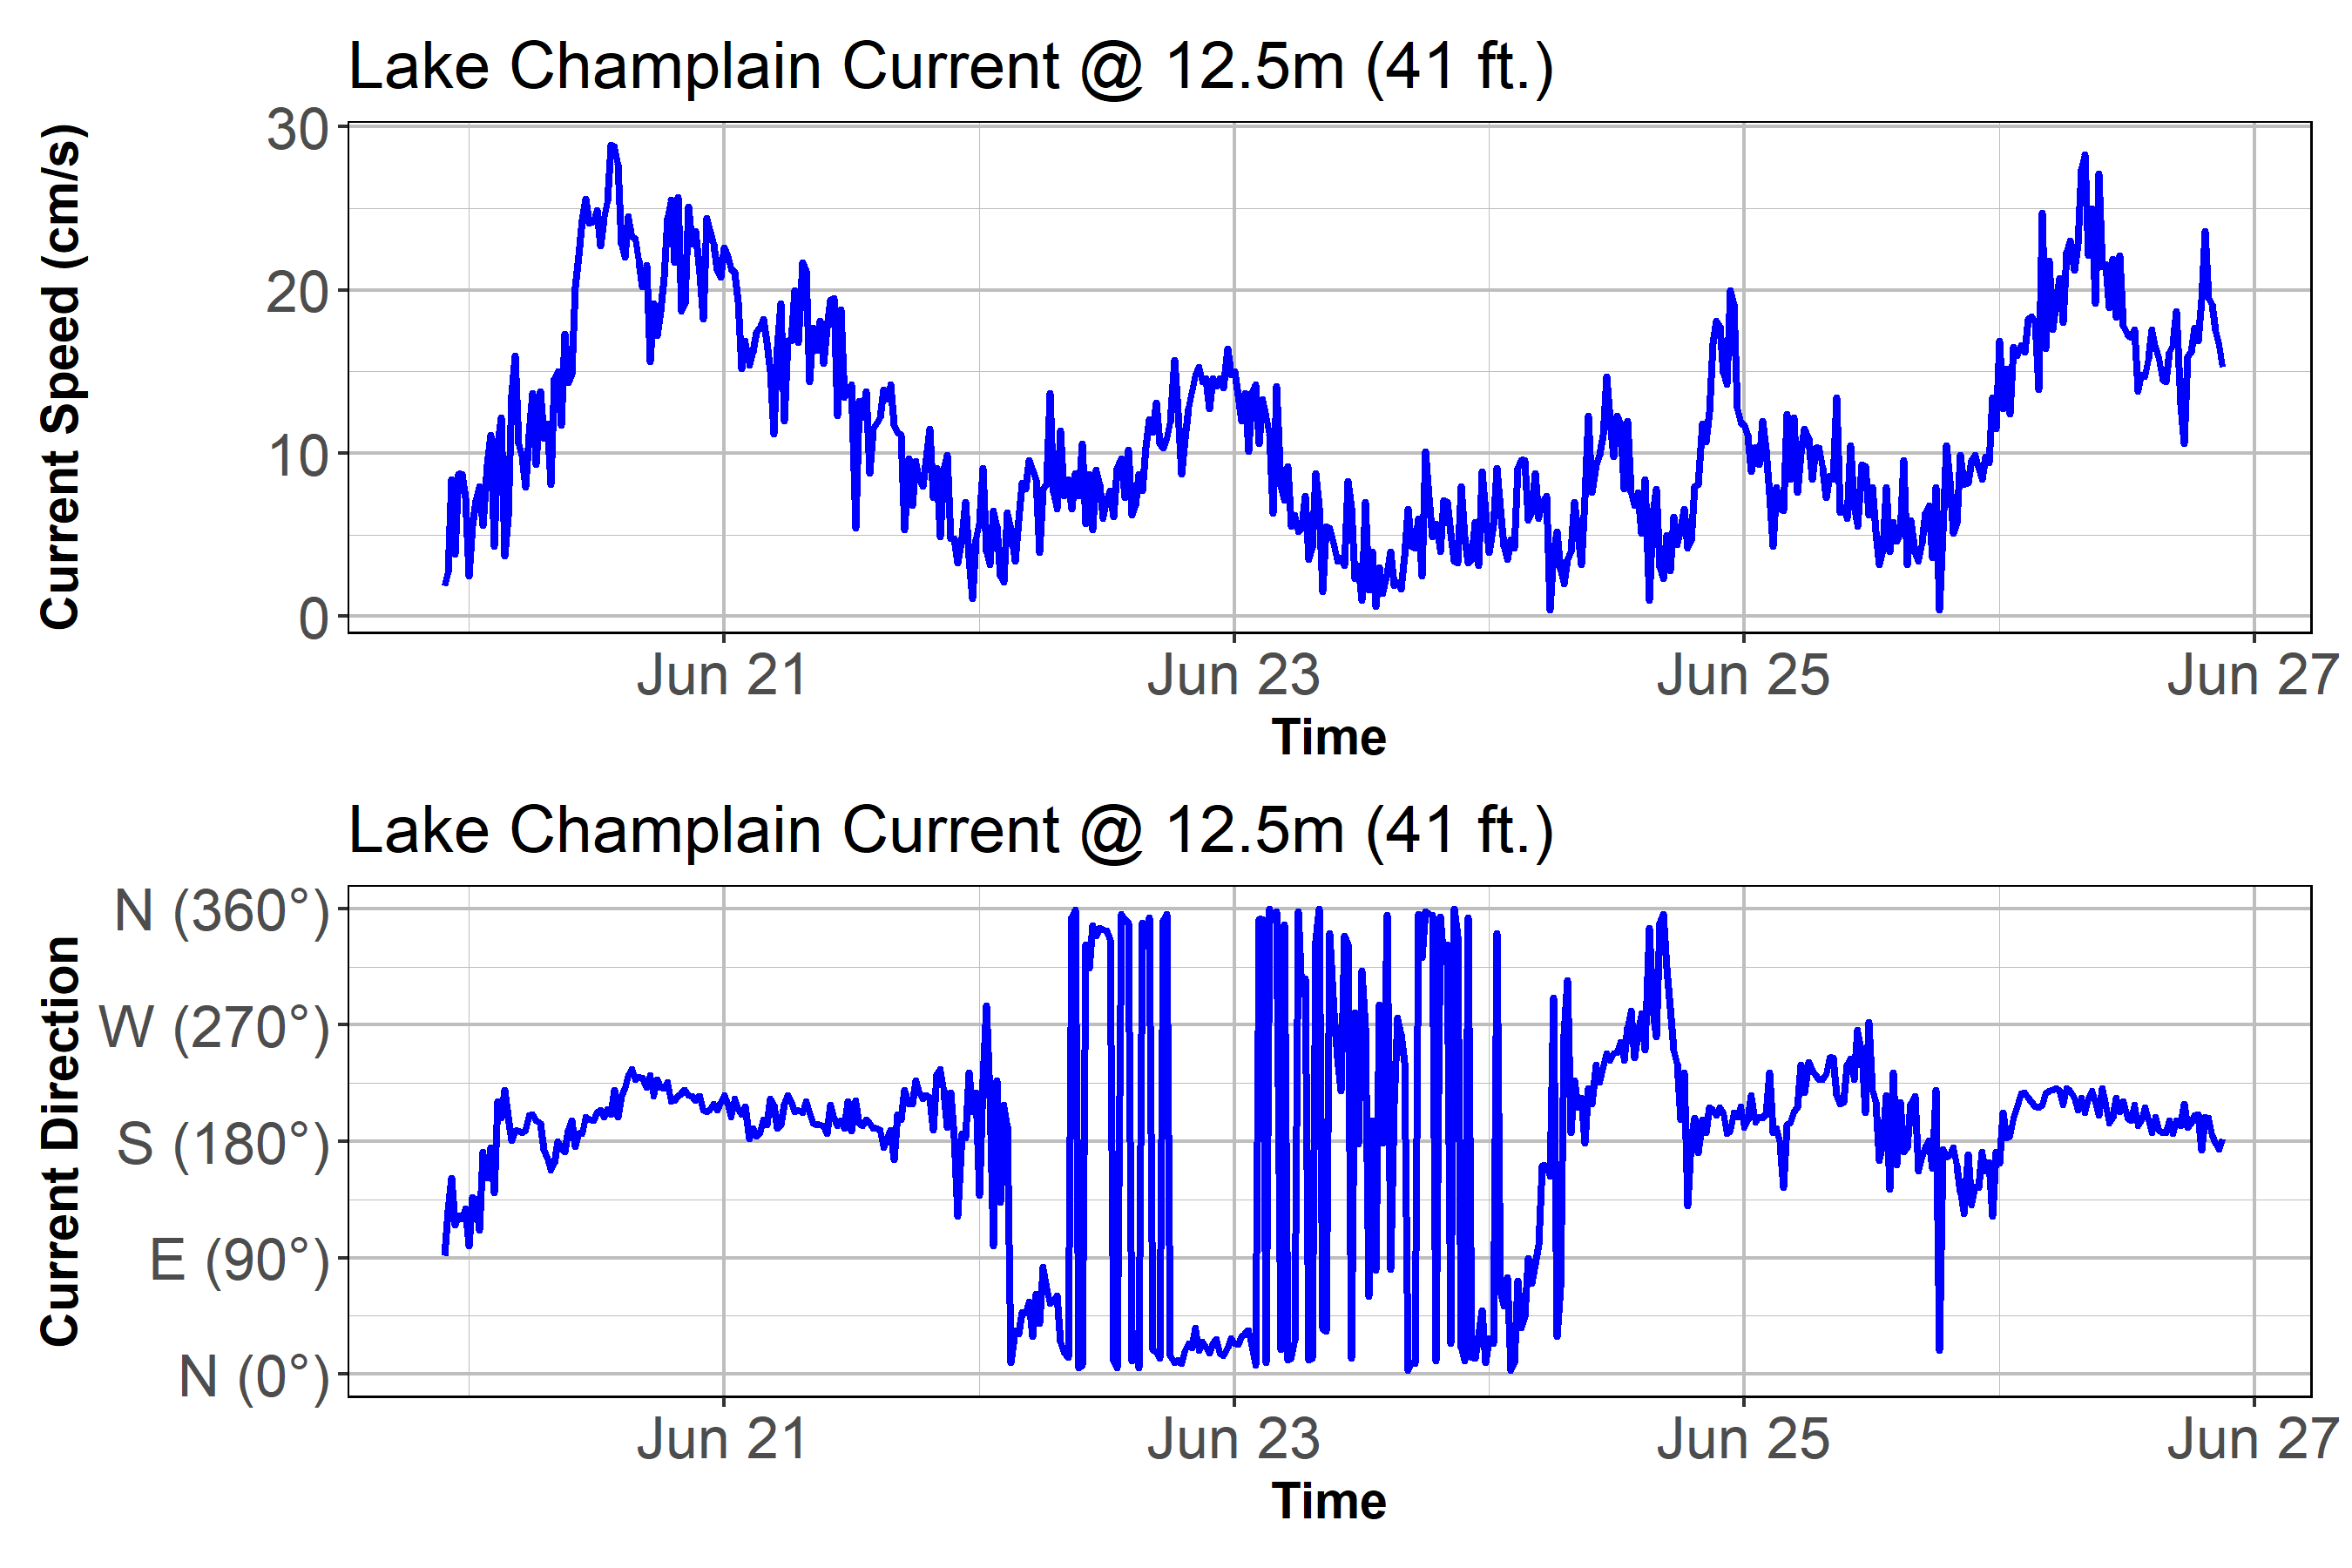 Lake Champlain Current @ 12.5m (41 ft.)
Current Speed (cm/s)
30
20
10
0
Jun 21 Jun 23 Jun 25 Jun 27
Time
Lake Champlain Current @ 12.5m (41 ft.)
Current Direction
N (360°)
W (270°)
S (180°)
E (90°)
N (0°)
Jun 21 Jun 23 Jun 25 Jun 27
Time